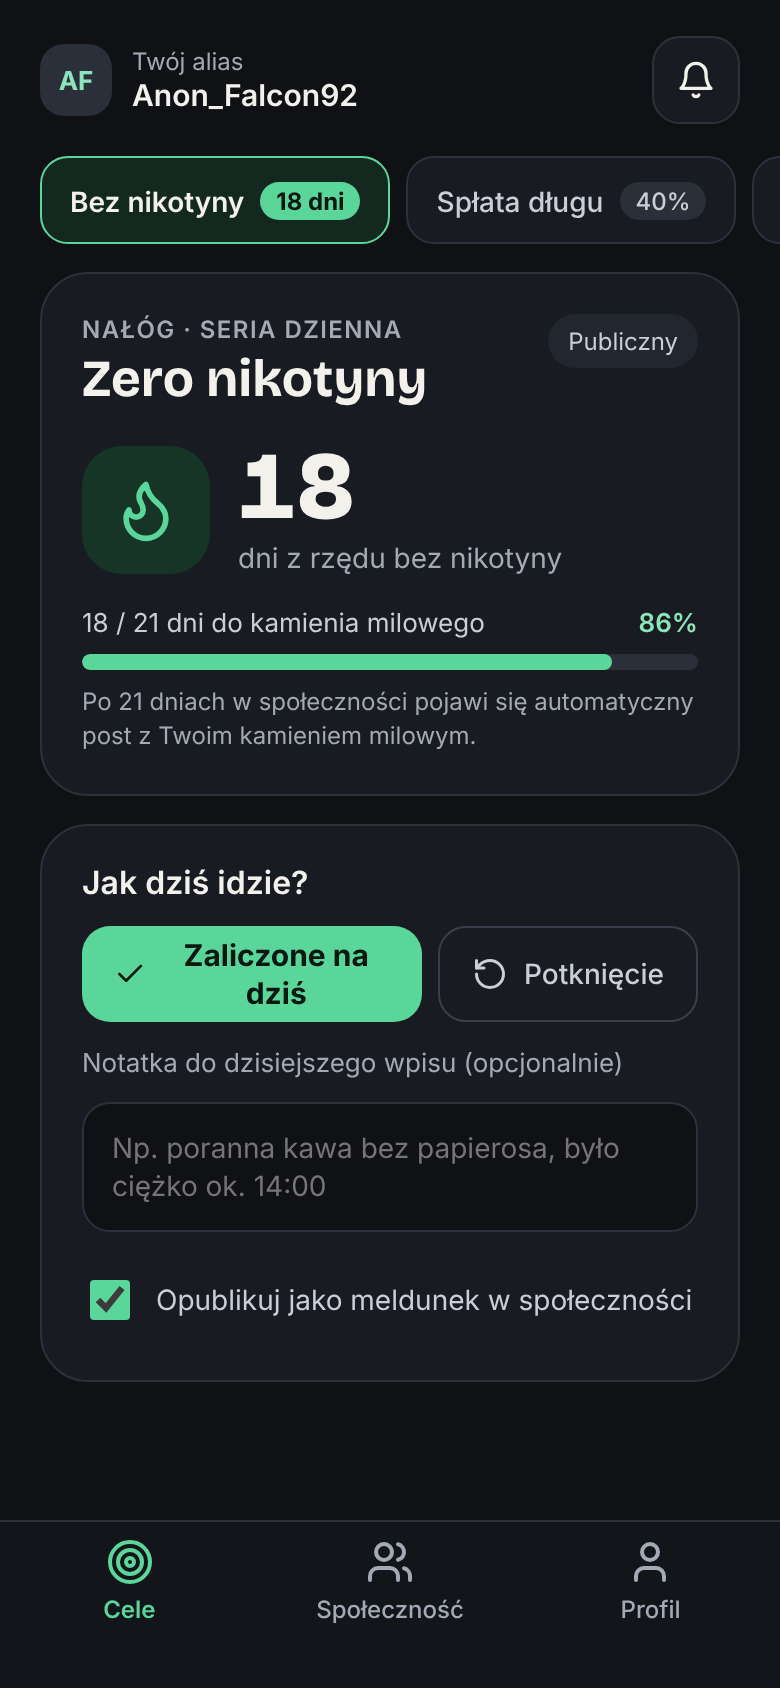 AF
Twój alias
Anon_Falcon92
Bez nikotyny 18 dni
Spłata długu 40%
NAŁÓG · SERIA DZIENNA
Publiczny
Zero nikotyny
18
dni z rzędu bez nikotyny
18 / 21 dni do kamienia milowego 86%
Po 21 dniach w społeczności pojawi się automatyczny
post z Twoim kamieniem milowym.
Jak dziś idzie?
Zaliczone na
dziś
Potknięcie
Notatka do dzisiejszego wpisu (opcjonalnie)
Np. poranna kawa bez papierosa, było
ciężko ok. 14:00
Opublikuj jako meldunek w społeczności
Cele
Społeczność
Profil